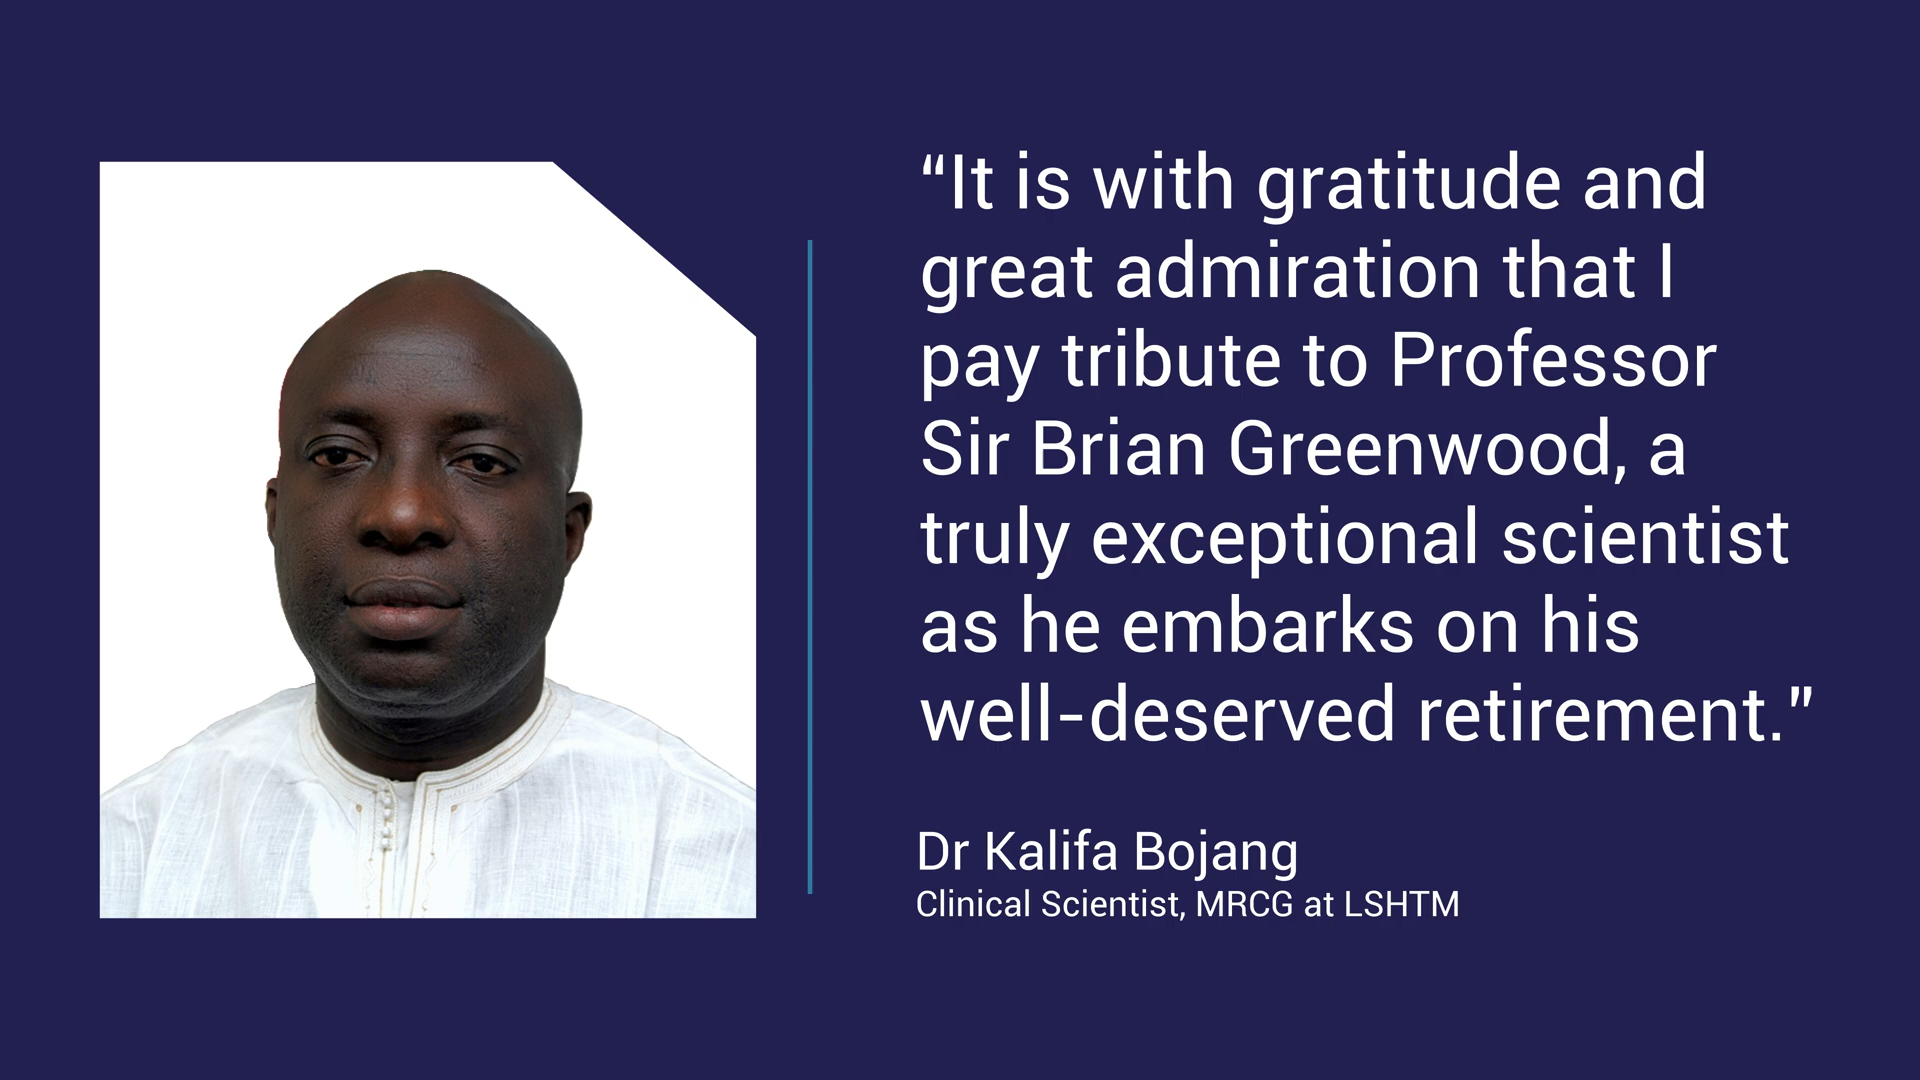 “It is with gratitude and
great admiration that I
pay tribute to Professor
Sir Brian Greenwood, a
truly exceptional scientist
as he embarks on his
well-deserved retirement.”
Dr Kalifa Bojang
Clinical Scientist, MRCG at LSHTM